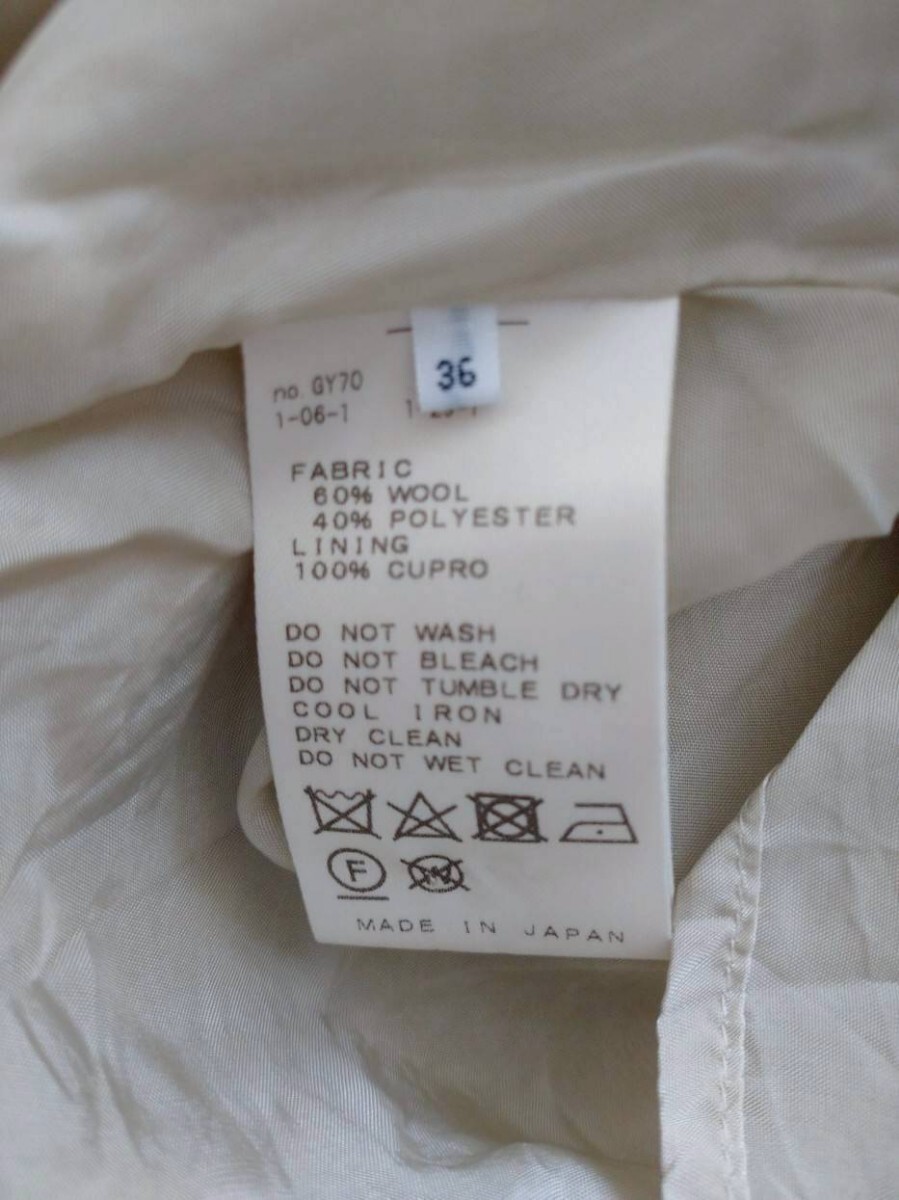 36
no. GY70
1-06-1
FABRIC
60% WOOL
40% POLYESTER
LINING
100% CUPRO
DO NOT WASH
DO NOT BLEACH
DO NOT TUMBLE DRY
COOL IRON
DRY CLEAN
DO NOT WET CLEAN
F
W
MADE IN JAPAN